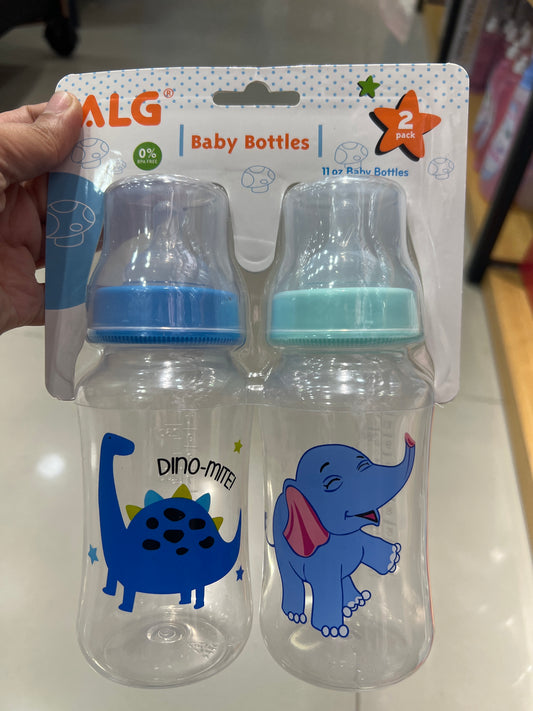 ALG®
Baby Bottles
2
pack
0%
BPA FREE
11 oz Baby Bottles
DINO-MITE!